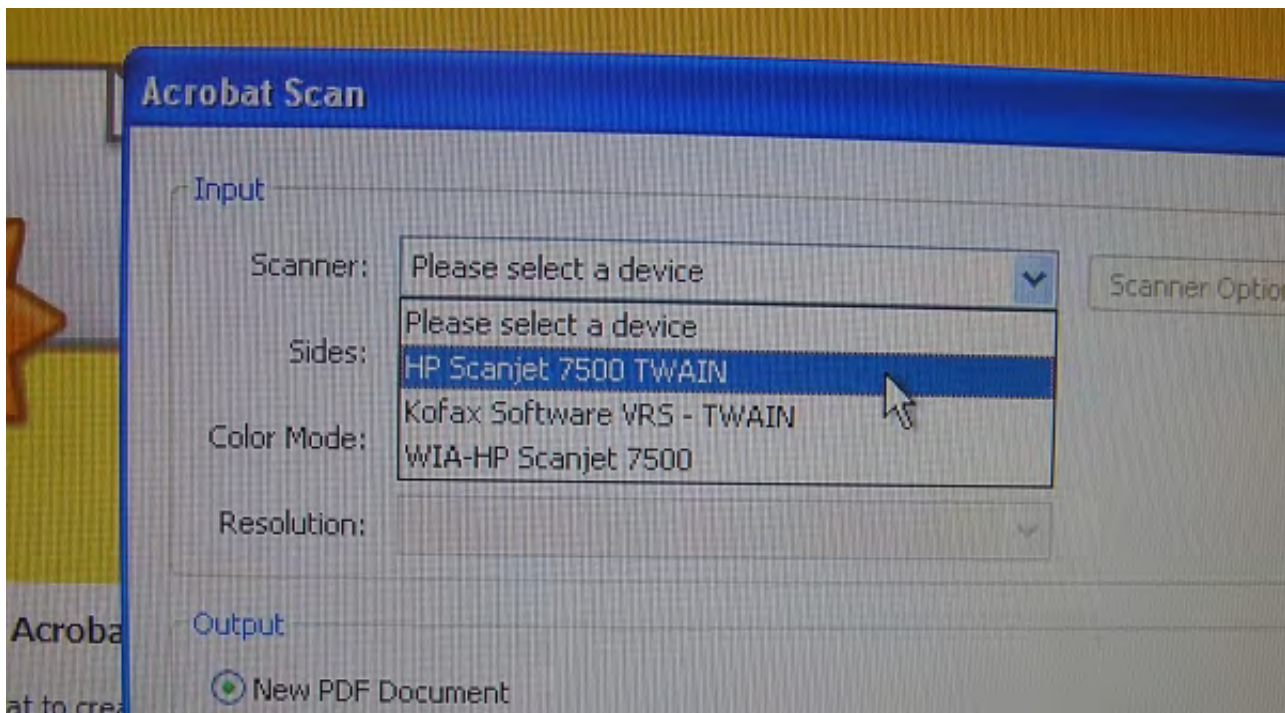 Acrobat Scan
Input
Scanner:
Please select a device
Scanner Optio
Please select a device
Sides:
HP Scanjet 7500 TWAIN
Kofax Software VRS - TWAIN
Color Mode:
WIA-HP Scanjet 7500
Resolution:
Acroba
Output
New PDF Document
at to crea